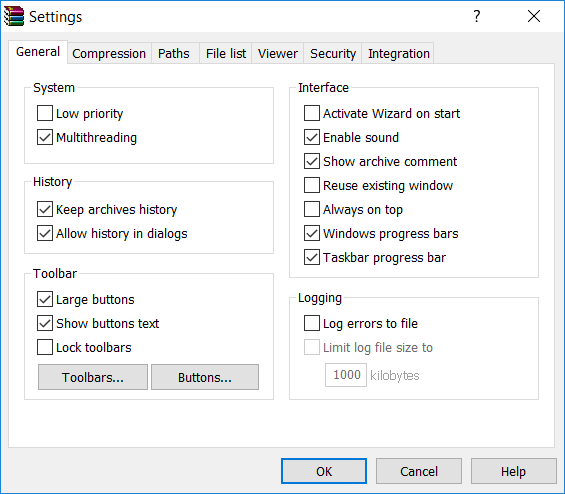 Settings
General Compression Paths File list Viewer Security Integration
System
Low priority
Multithreading
History
Keep archives history
Allow history in dialogs
Toolbar
Large buttons
Show buttons text
Lock toolbars
Toolbars... Buttons...
Interface
Activate Wizard on start
Enable sound
Show archive comment
Reuse existing window
Always on top
Windows progress bars
Taskbar progress bar
Logging
Log errors to file
Limit log file size to
1000 kilobytes
OK Cancel Help